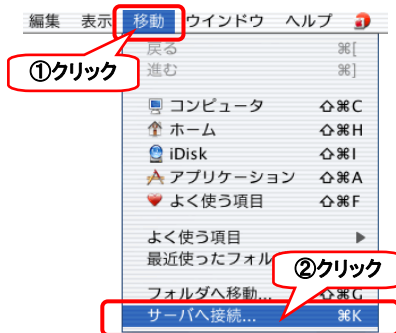 編集 表示 移動 ウインドウ ヘルプ
戻る ⌘[
①クリック
進む ⌘]
コンピュータ ⇧⌘C
ホーム ⇧⌘H
iDisk ⇧⌘I
アプリケーション ⇧⌘A
よく使う項目 ⇧⌘F
よく使う項目 ▶
最近使ったフォル
②クリック
フォルダへ移動... ⇧⌘G
サーバへ接続... ⌘K